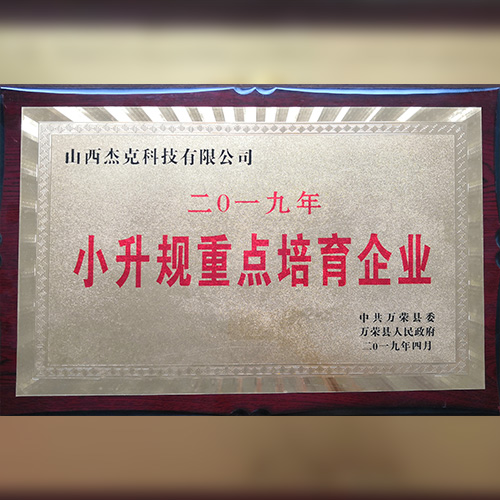 山西杰克科技有限公司
二0一九年
小升规重点培育企业
中共万荣县委
万荣县人民政府
二0一九年四月